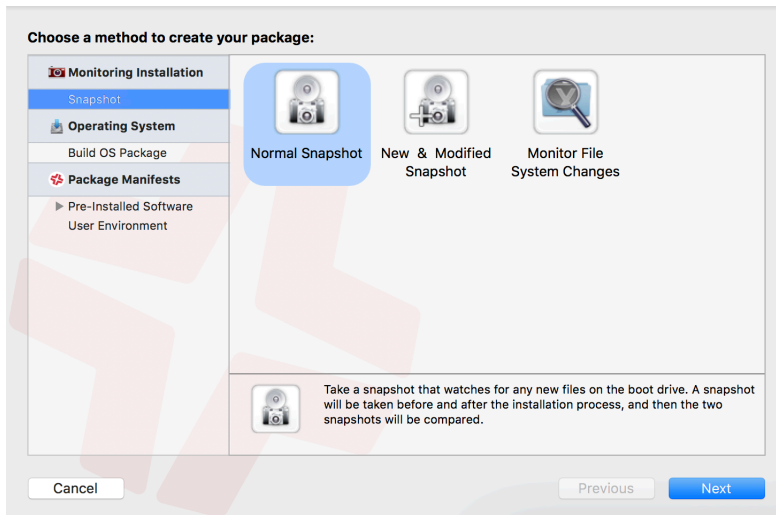 Choose a method to create your package:
Monitoring Installation
Snapshot
Operating System
Build OS Package
Package Manifests
Pre-Installed Software
User Environment
Normal Snapshot
New & Modified
Snapshot
Monitor File
System Changes
Take a snapshot that watches for any new files on the boot drive. A snapshot
will be taken before and after the installation process, and then the two
snapshots will be compared.
Cancel
Previous
Next